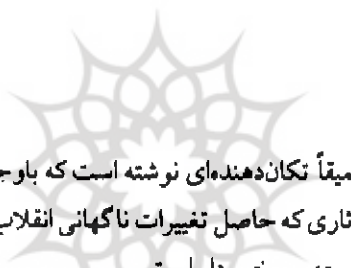 میقاً تکان‌دهنده‌ای نوشته است که باوج
ثاری که حاصل تغییرات ناگهانی انقلاب